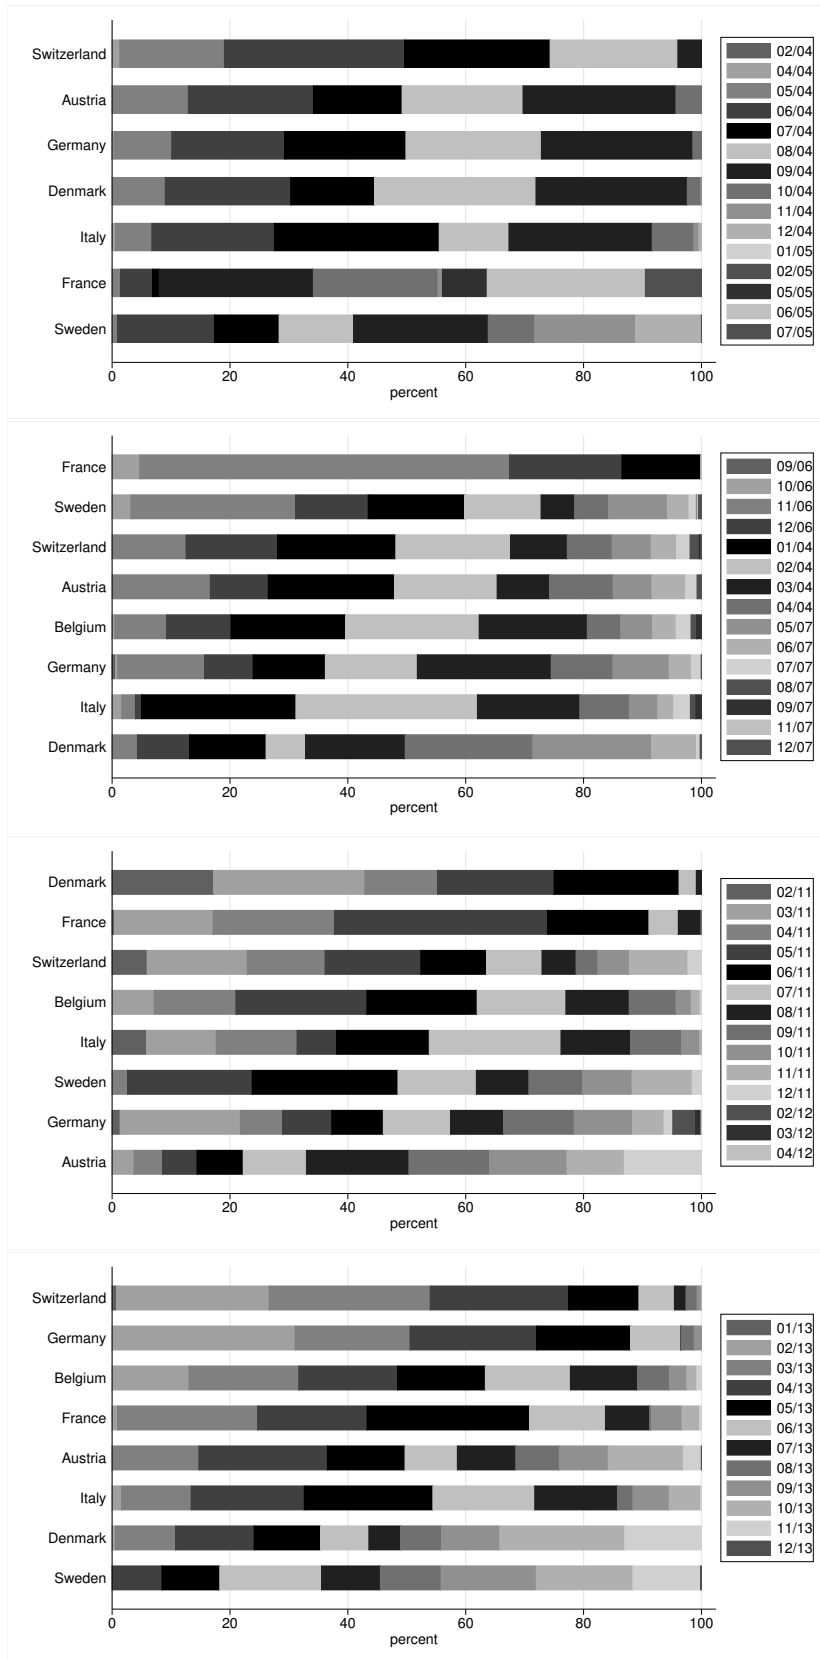 Switzerland
Austria
Germany
Denmark
Italy
France
Sweden
0 20 40 60 80 100
percent
02/04
04/04
05/04
06/04
07/04
08/04
09/04
10/04
11/04
12/04
01/05
02/05
05/05
06/05
07/05
France
Sweden
Switzerland
Austria
Belgium
Germany
Italy
Denmark
0 20 40 60 80 100
percent
09/06
10/06
11/06
12/06
01/04
02/04
03/04
04/04
05/07
06/07
07/07
08/07
09/07
11/07
12/07
Denmark
France
Switzerland
Belgium
Italy
Sweden
Germany
Austria
0 20 40 60 80 100
percent
02/11
03/11
04/11
05/11
06/11
07/11
08/11
09/11
10/11
11/11
12/11
02/12
03/12
04/12
Switzerland
Germany
Belgium
France
Austria
Italy
Denmark
Sweden
0 20 40 60 80 100
percent
01/13
02/13
03/13
04/13
05/13
06/13
07/13
08/13
09/13
10/13
11/13
12/13